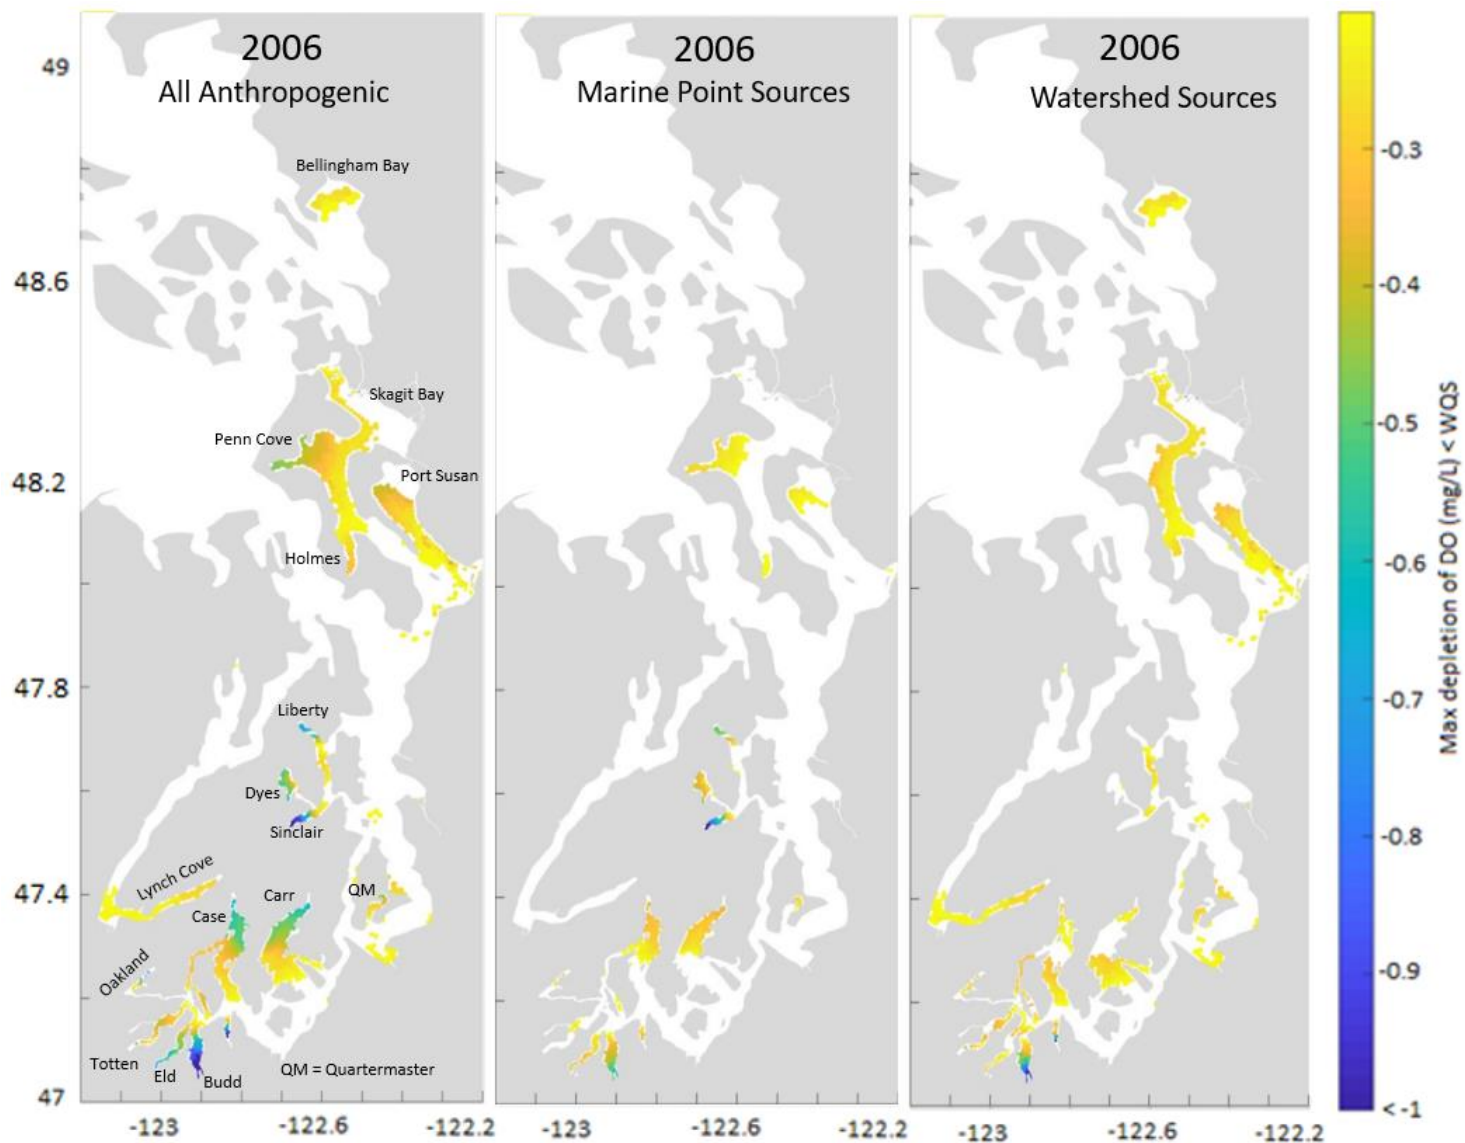 2006
All Anthropogenic
2006
Marine Point Sources
2006
Watershed Sources
49
48.6
48.2
47.8
47.4
47
Bellingham Bay
Skagit Bay
Penn Cove
Port Susan
Holmes
Liberty
Dyes
Sinclair
Lynch Cove
Case
Carr
QM
Oakland
Totten
Eld
Budd
QM = Quartermaster
-123
-122.6
-122.2
-123
-122.6
-122.2
-123
-122.6
-122.2
-0.3
-0.4
-0.5
-0.6
-0.7
-0.8
-0.9
< -1
Max depletion of DO (mg/L) < WQS